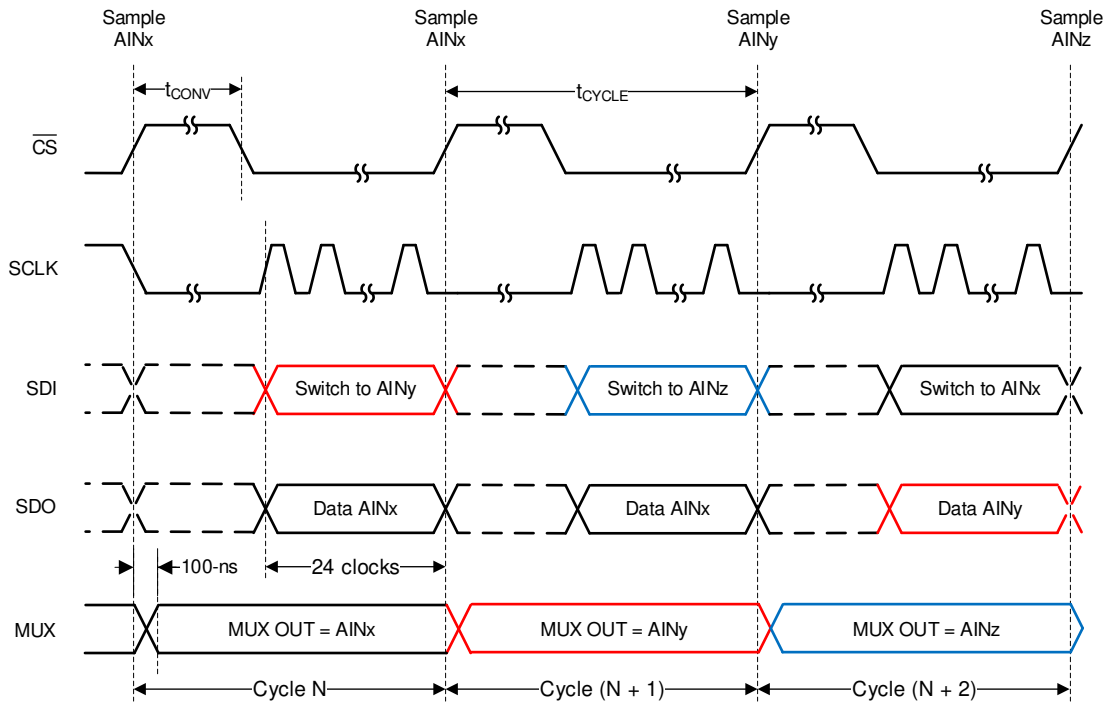 Sample
AINx
Sample
AINx
Sample
AINy
Sample
AINz
tCONV
tCYCLE
CS
SCLK
SDI
Switch to AINy
Switch to AINz
Switch to AINx
SDO
Data AINx
Data AINx
Data AINy
100-ns
24 clocks
MUX
MUX OUT = AINx
MUX OUT = AINy
MUX OUT = AINz
Cycle N
Cycle (N + 1)
Cycle (N + 2)